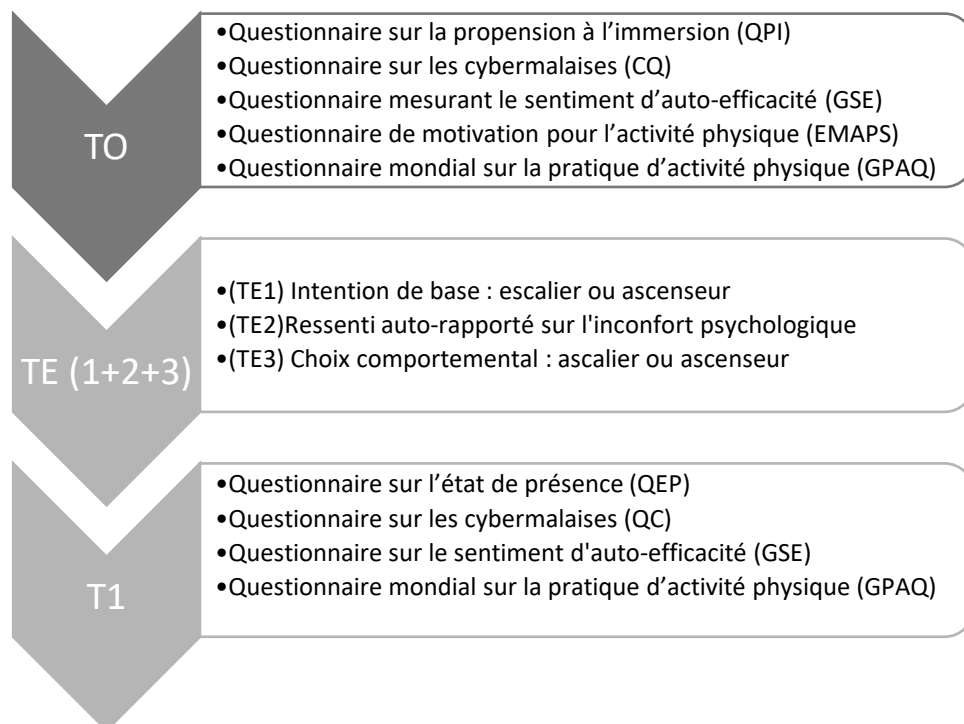 TO
•Questionnaire sur la propension à l’immersion (QPI)
•Questionnaire sur les cybermalaises (CQ)
•Questionnaire mesurant le sentiment d’auto-efficacité (GSE)
•Questionnaire de motivation pour l’activité physique (EMAPS)
•Questionnaire mondial sur la pratique d’activité physique (GPAQ)
TE (1+2+3)
•(TE1) Intention de base : escalier ou ascenseur
•(TE2)Ressenti auto-rapporté sur l'inconfort psychologique
•(TE3) Choix comportemental : ascalier ou ascenseur
T1
•Questionnaire sur l’état de présence (QEP)
•Questionnaire sur les cybermalaises (QC)
•Questionnaire sur le sentiment d'auto-efficacité (GSE)
•Questionnaire mondial sur la pratique d’activité physique (GPAQ)